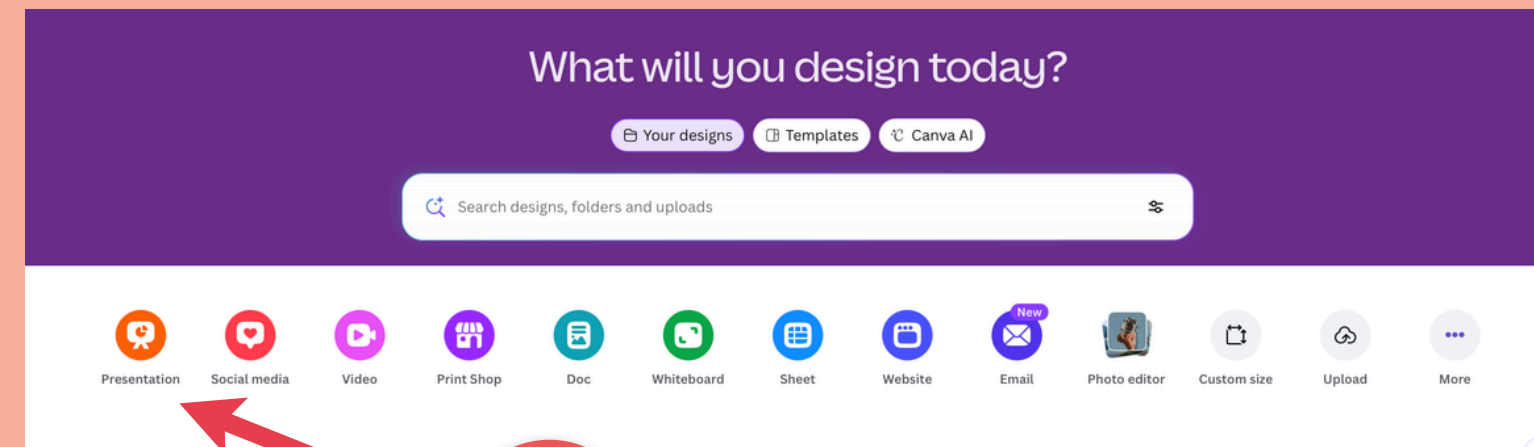 What will you design today?
Your designs Templates Canva AI
Search designs, folders and uploads
New
Presentation Social media Video Print Shop Doc Whiteboard Sheet Website Email Photo editor Custom size Upload More